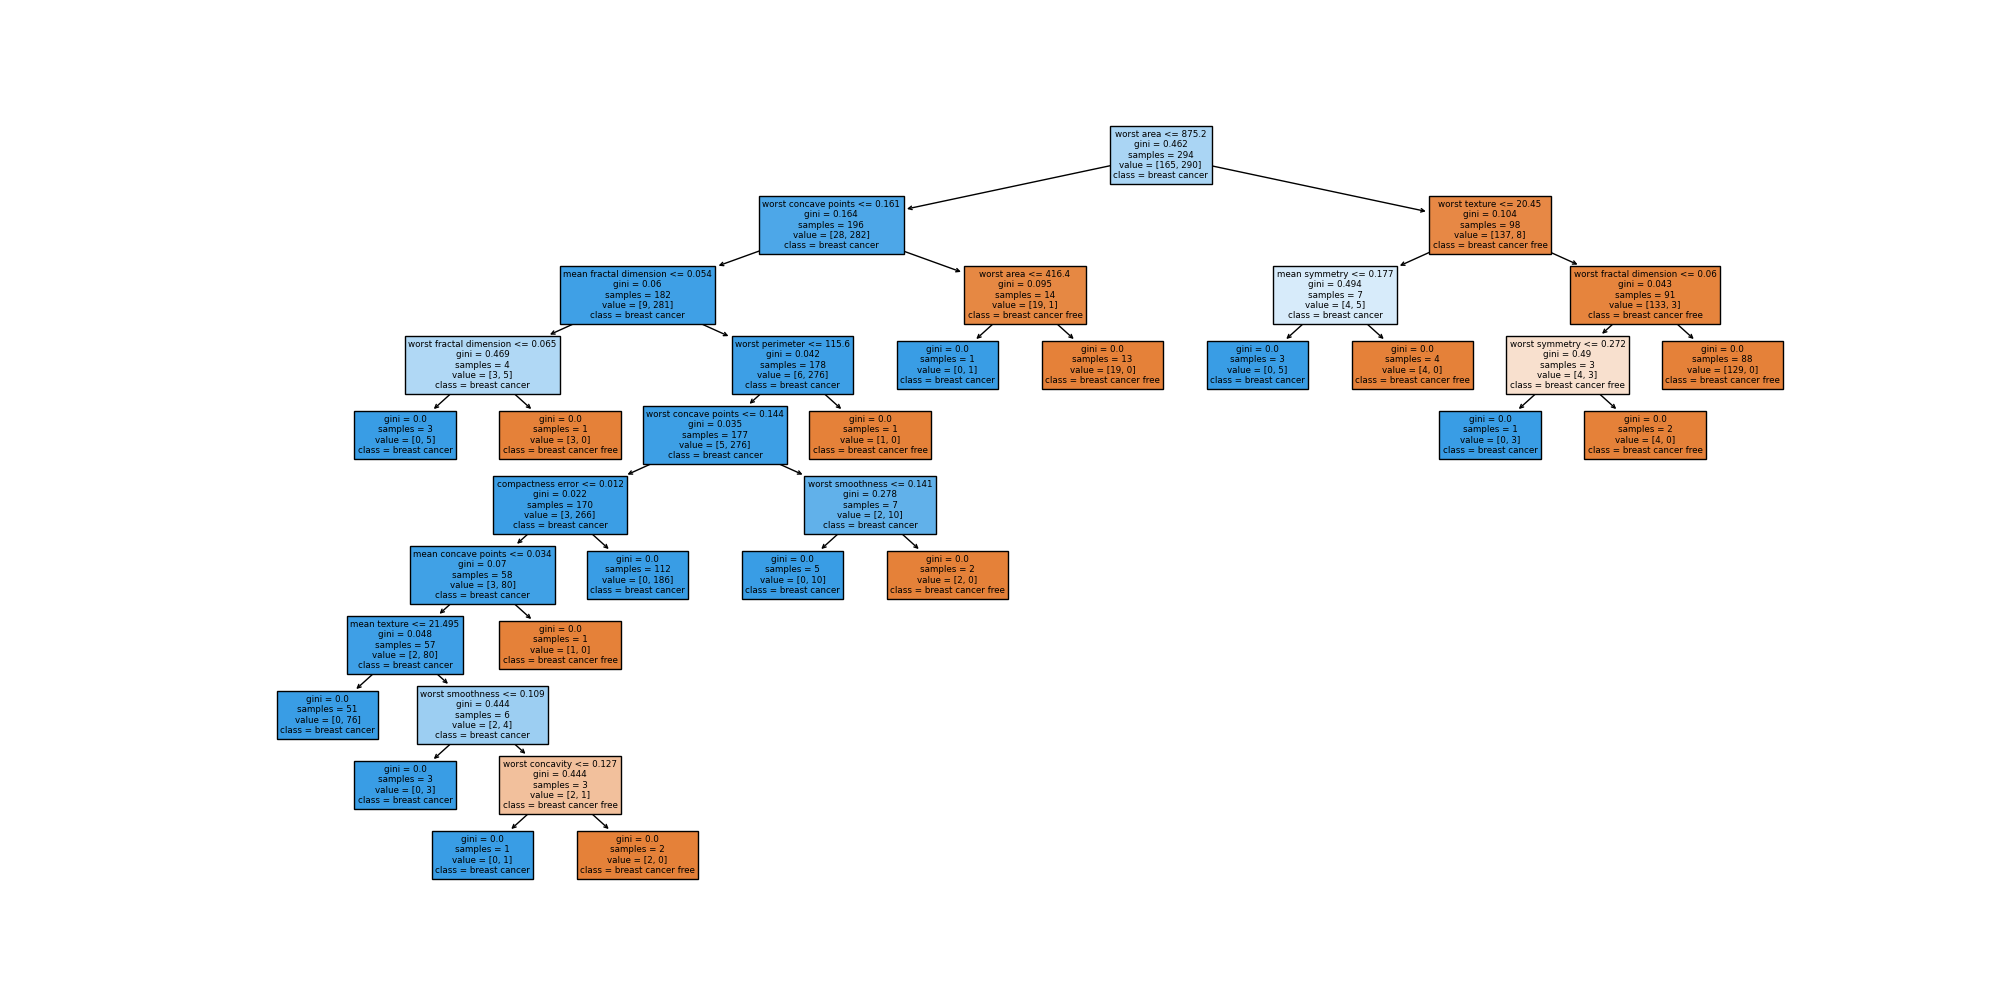 worst area <= 875.2
gini = 0.462
samples = 294
value = [165, 290]
class = breast cancer
worst concave points <= 0.161
gini = 0.164
samples = 196
value = [28, 282]
class = breast cancer
worst texture <= 20.45
gini = 0.104
samples = 98
value = [137, 8]
class = breast cancer free
mean fractal dimension <= 0.054
gini = 0.06
samples = 182
value = [9, 281]
class = breast cancer
worst area <= 416.4
gini = 0.095
samples = 14
value = [19, 1]
class = breast cancer free
mean symmetry <= 0.177
gini = 0.494
samples = 7
value = [4, 5]
class = breast cancer
worst fractal dimension <= 0.06
gini = 0.043
samples = 91
value = [133, 3]
class = breast cancer free
worst fractal dimension <= 0.065
gini = 0.469
samples = 4
value = [3, 5]
class = breast cancer
worst perimeter <= 115.6
gini = 0.042
samples = 178
value = [6, 276]
class = breast cancer
gini = 0.0
samples = 1
value = [0, 1]
class = breast cancer
gini = 0.0
samples = 13
value = [19, 0]
class = breast cancer free
gini = 0.0
samples = 3
value = [0, 5]
class = breast cancer
gini = 0.0
samples = 4
value = [4, 0]
class = breast cancer free
worst symmetry <= 0.272
gini = 0.49
samples = 3
value = [4, 3]
class = breast cancer free
gini = 0.0
samples = 88
value = [129, 0]
class = breast cancer free
gini = 0.0
samples = 3
value = [0, 5]
class = breast cancer
gini = 0.0
samples = 1
value = [3, 0]
class = breast cancer free
worst concave points <= 0.144
gini = 0.035
samples = 177
value = [5, 276]
class = breast cancer
gini = 0.0
samples = 1
value = [1, 0]
class = breast cancer free
gini = 0.0
samples = 1
value = [0, 3]
class = breast cancer
gini = 0.0
samples = 2
value = [4, 0]
class = breast cancer free
compactness error <= 0.012
gini = 0.022
samples = 170
value = [3, 266]
class = breast cancer
worst smoothness <= 0.141
gini = 0.278
samples = 7
value = [2, 10]
class = breast cancer
mean concave points <= 0.034
gini = 0.07
samples = 58
value = [3, 80]
class = breast cancer
gini = 0.0
samples = 112
value = [0, 186]
class = breast cancer
gini = 0.0
samples = 5
value = [0, 10]
class = breast cancer
gini = 0.0
samples = 2
value = [2, 0]
class = breast cancer free
mean texture <= 21.495
gini = 0.048
samples = 57
value = [2, 80]
class = breast cancer
gini = 0.0
samples = 1
value = [1, 0]
class = breast cancer free
gini = 0.0
samples = 51
value = [0, 76]
class = breast cancer
worst smoothness <= 0.109
gini = 0.444
samples = 6
value = [2, 4]
class = breast cancer
gini = 0.0
samples = 3
value = [0, 3]
class = breast cancer
worst concavity <= 0.127
gini = 0.444
samples = 3
value = [2, 1]
class = breast cancer free
gini = 0.0
samples = 1
value = [0, 1]
class = breast cancer
gini = 0.0
samples = 2
value = [2, 0]
class = breast cancer free